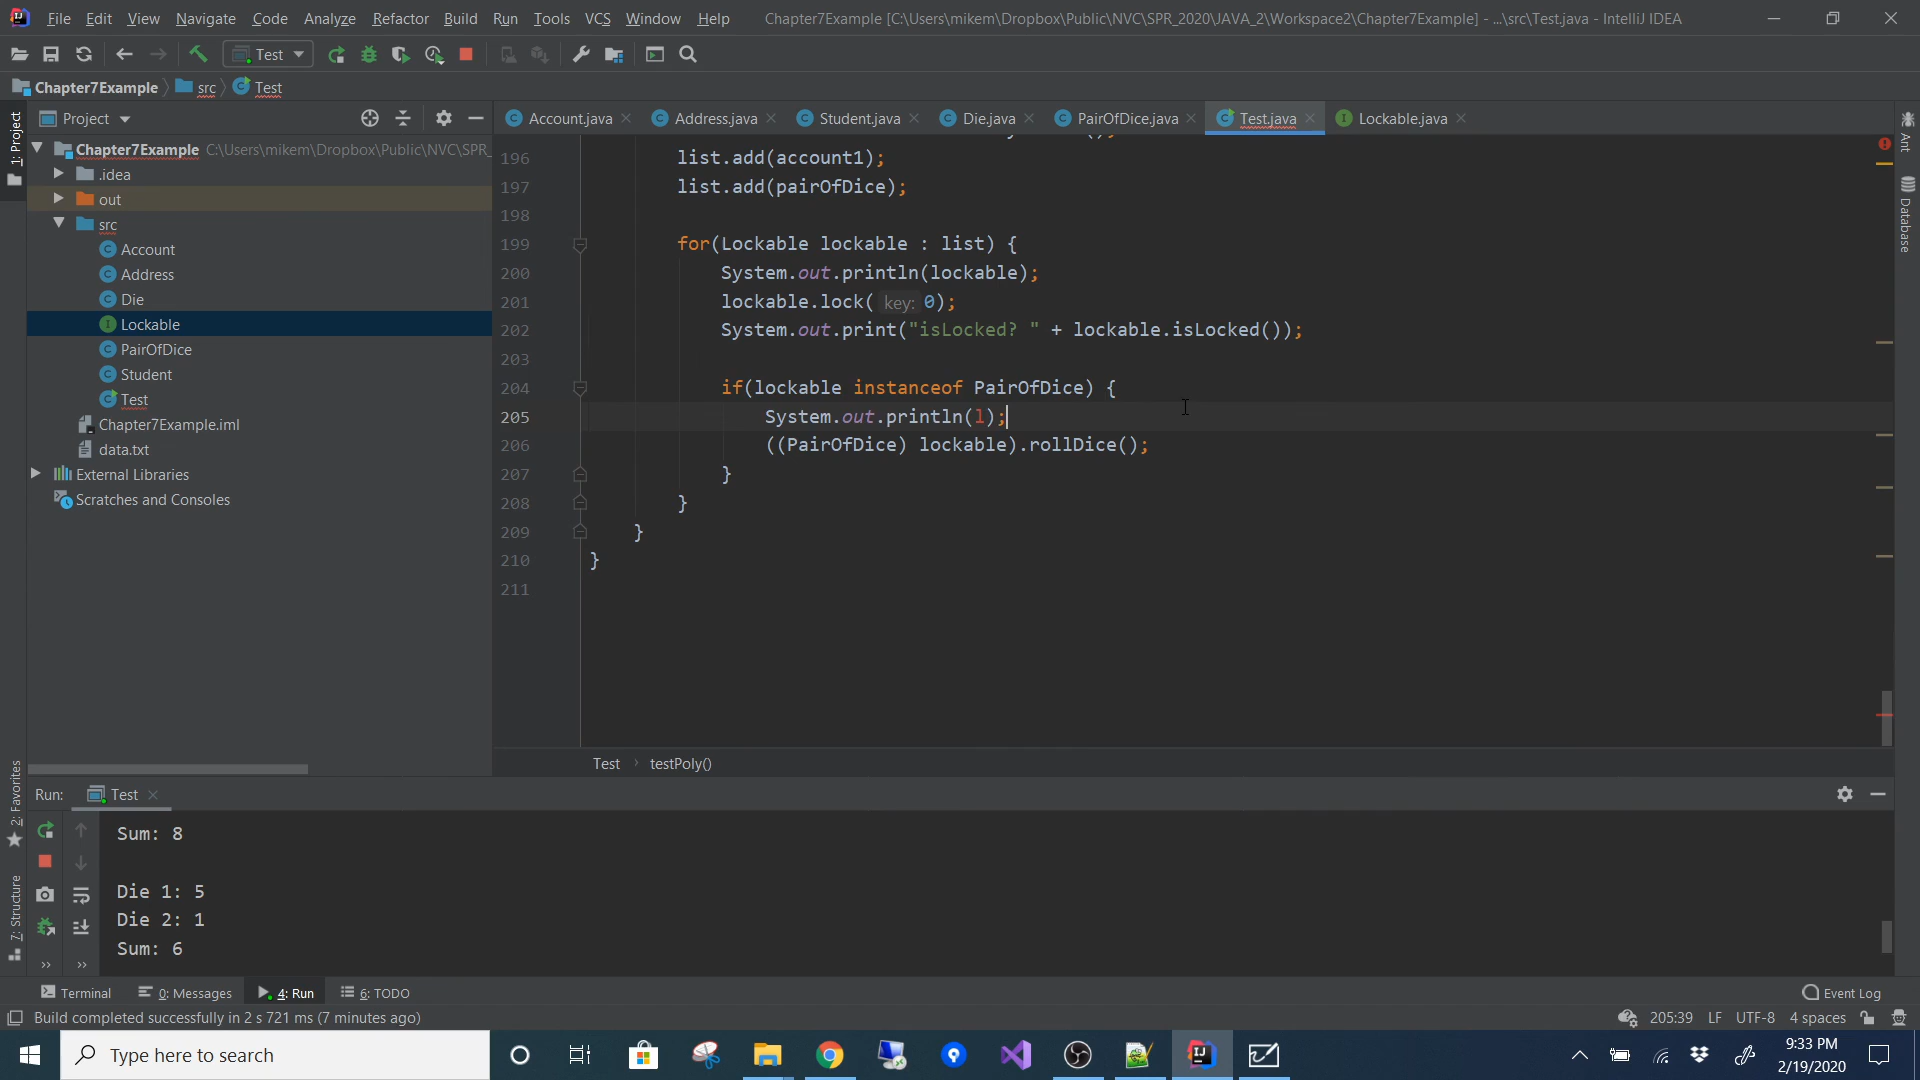 File Edit View Navigate Code Analyze Refactor Build Run Tools VCS Window Help Chapter7Example [C:\Users\mikem\Dropbox\Public\NVC\SPR_2020\JAVA_2\Workspace2\Chapter7Example] - ...\src\Test.java - IntelliJ IDEA
Test
Chapter7Example src Test
Project
1: Project
Chapter7Example C:\Users\mikem\Dropbox\Public\NVC\SPR_
.idea
out
src
Account
Address
Die
Lockable
PairOfDice
Student
Test
Chapter7Example.iml
data.txt
External Libraries
Scratches and Consoles
Account.java Address.java Student.java Die.java PairOfDice.java Test.java Lockable.java
196 list.add(account1);
197 list.add(pairOfDice);
198
199 for(Lockable lockable : list) {
200 System.out.println(lockable);
201 lockable.lock( key: 0);
202 System.out.print("isLocked? " + lockable.isLocked());
203
204 if(lockable instanceof PairOfDice) {
205 System.out.println(l);
206 ((PairOfDice) lockable).rollDice();
207 }
208 }
209 }
210 }
211
Test testPoly()
Ant
Database
2: Favorites
7: Structure
Run: Test
Sum: 8
Die 1: 5
Die 2: 1
Sum: 6
Terminal 0: Messages 4: Run 6: TODO Event Log
Build completed successfully in 2 s 721 ms (7 minutes ago) 205:39 LF UTF-8 4 spaces
Type here to search
9:33 PM
2/19/2020